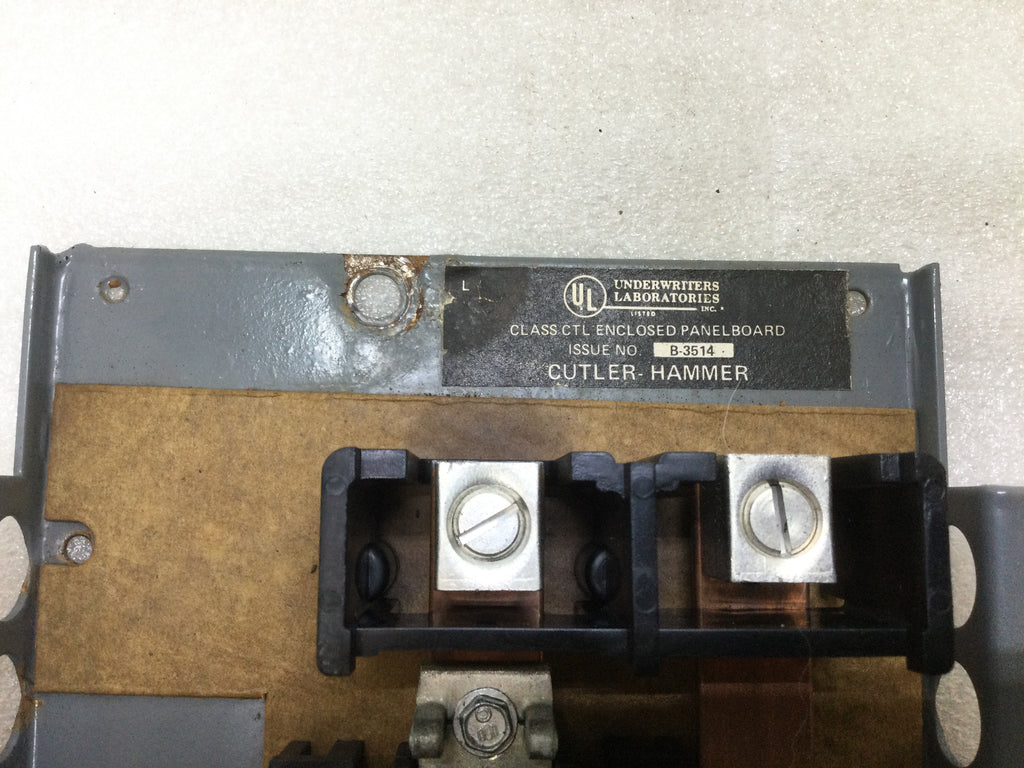 L
UL
UNDERWRITERS
LABORATORIES
INC. ®
LISTED
CLASS CTL ENCLOSED PANELBOARD
ISSUE NO. B-3514
CUTLER-HAMMER